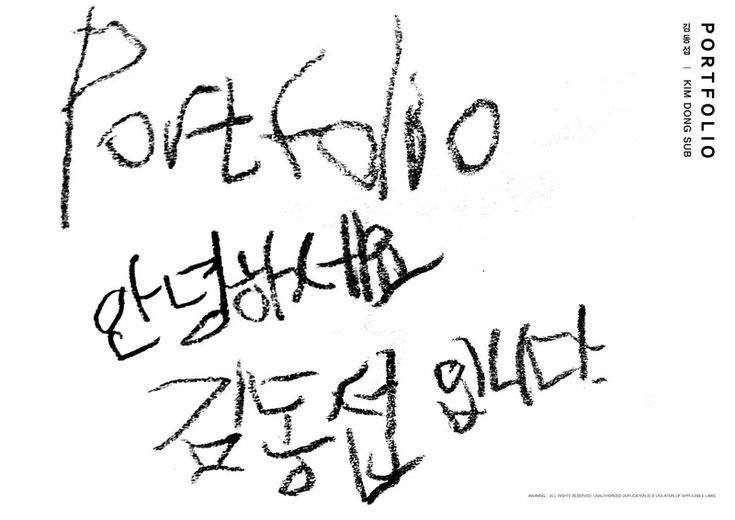 Portfolio
안녕하세요
김동섭 입니다.
PORTFOLIO
김동섭 | KIM DONG SUB
WARNING : ALL RIGHTS RESERVED, UNAUTHORIZED DUPLICATION IS A VIOLATION OF APPLICABLE LAWS.